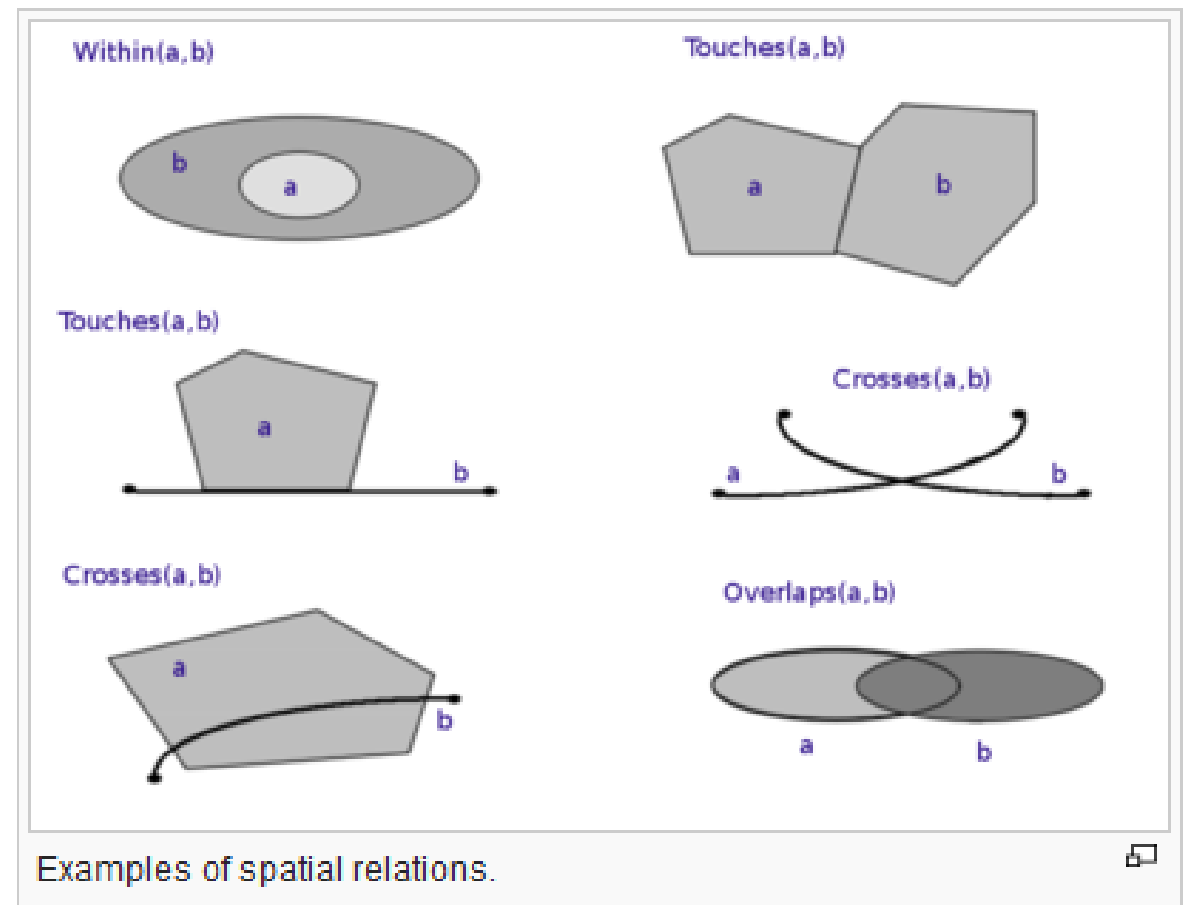 Within(a,b)
b
a
Touches(a,b)
a
b
Touches(a,b)
a
b
Crosses(a,b)
a
b
Crosses(a,b)
a
b
Overlaps(a,b)
a
b
Examples of spatial relations.